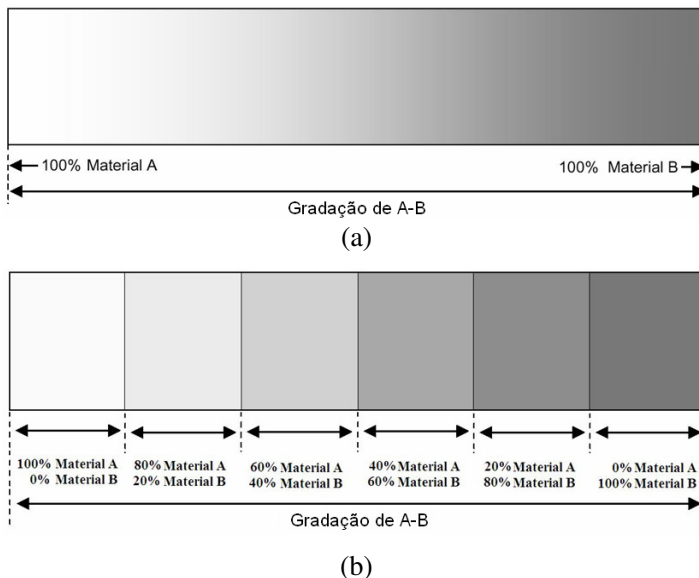 100% Material A
100% Material B
Gradação de A-B
(a)
100% Material A
0% Material B
80% Material A
20% Material B
60% Material A
40% Material B
40% Material A
60% Material B
20% Material A
80% Material B
0% Material A
100% Material B
Gradação de A-B
(b)